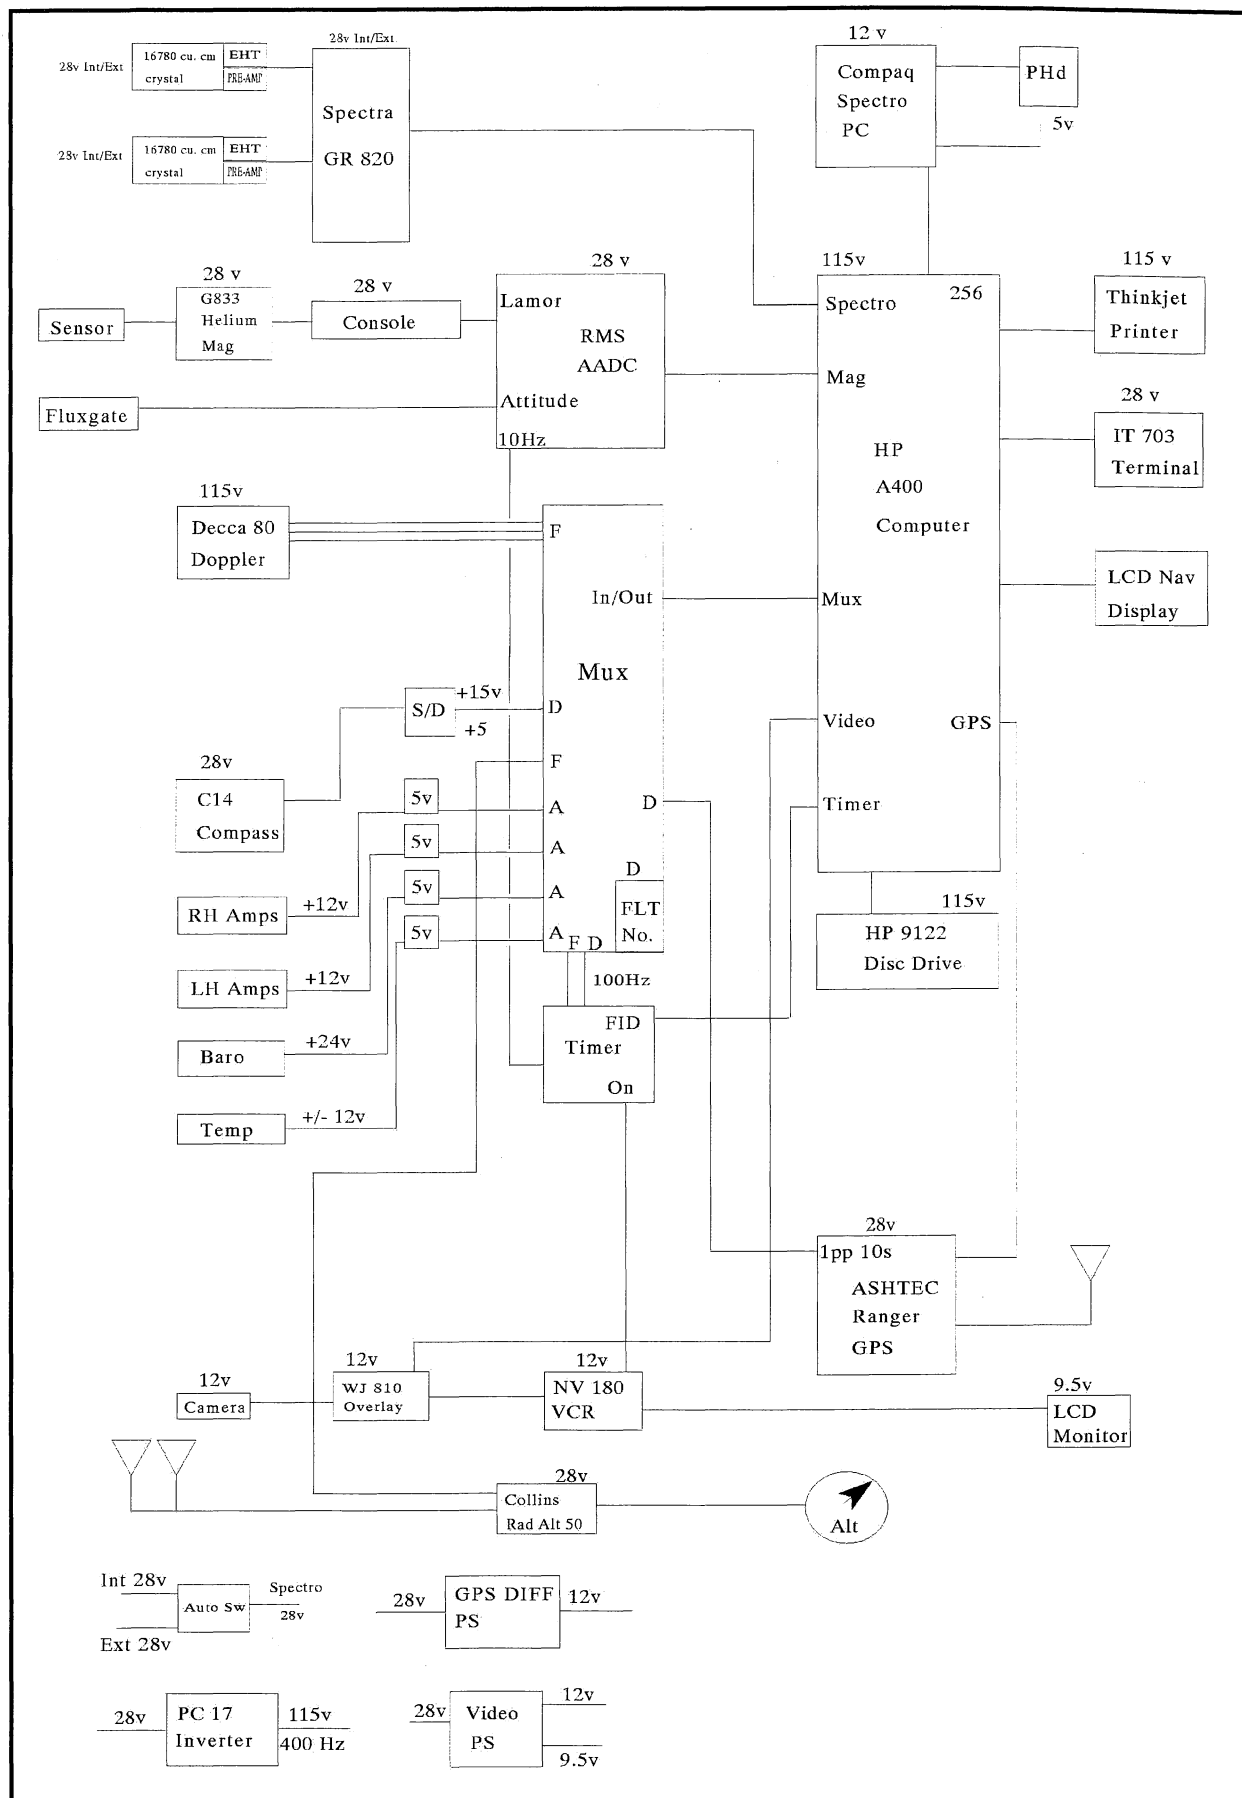 28v Int/Ext
16780 cu. cm
crystal
EHT
PRE-AMP
28v Int/Ext
16780 cu. cm
crystal
EHT
PRE-AMP
28v Int/Ext
Spectra
GR 820
12 v
Compaq
Spectro
PC
PHd
5v
Sensor
28 v
G833
Helium
Mag
28 v
Console
Fluxgate
28 v
Lamor
RMS
AADC
Attitude
10Hz
115v
Spectro
256
Mag
HP
A400
Computer
Mux
Video
GPS
Timer
115 v
Thinkjet
Printer
28 v
IT 703
Terminal
LCD Nav
Display
115v
Decca 80
Doppler
F
In/Out
Mux
D
F
A
A
A
A
D
D
FLT
No.
F D
S/D
+15v
+5
28v
C14
Compass
5v
5v
5v
5v
RH Amps
+12v
LH Amps
+12v
Baro
+24v
Temp
+/- 12v
100Hz
FID
Timer
On
115v
HP 9122
Disc Drive
28v
1pp 10s
ASHTEC
Ranger
GPS
12v
Camera
12v
WJ 810
Overlay
12v
NV 180
VCR
9.5v
LCD
Monitor
28v
Collins
Rad Alt 50
Alt
Int 28v
Ext 28v
Auto Sw
Spectro
28v
28v
GPS DIFF
PS
12v
28v
PC 17
Inverter
115v
400 Hz
28v
Video
PS
12v
9.5v